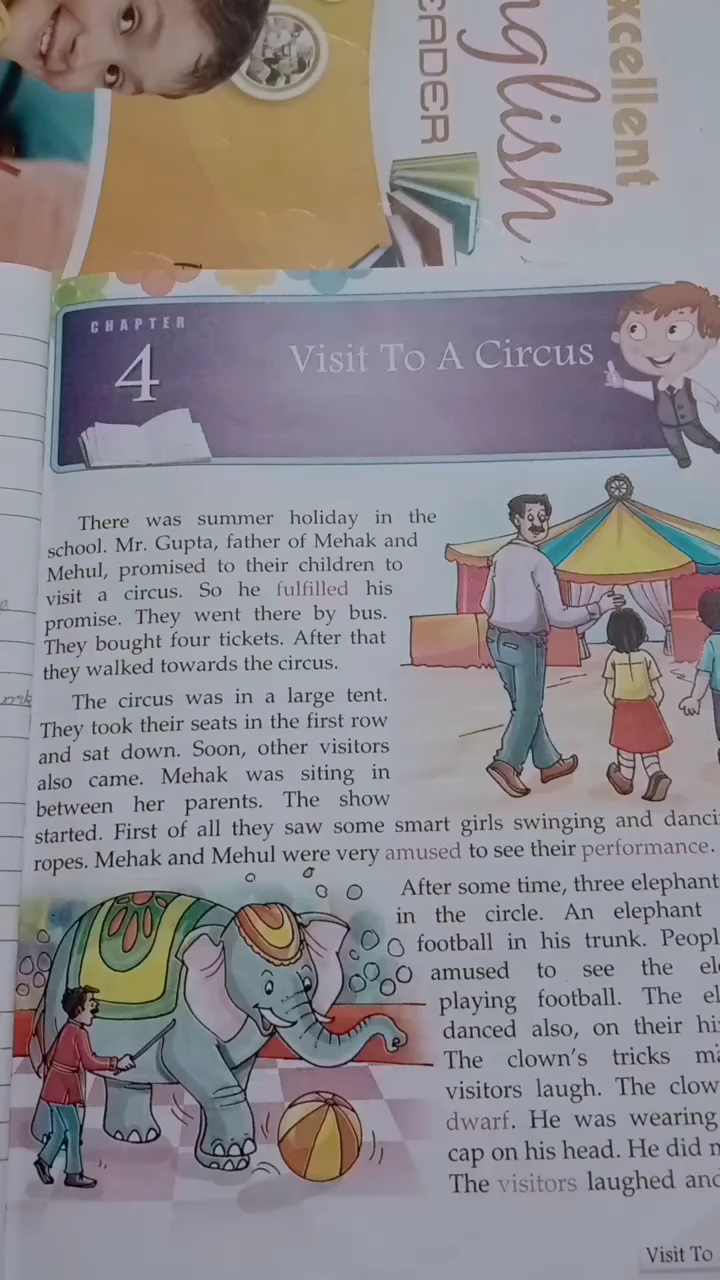 Excellent
English
READER
CHAPTER
4
Visit To A Circus
There was summer holiday in the
school. Mr. Gupta, father of Mehak and
Mehul, promised to their children to
visit a circus. So he fulfilled his
promise. They went there by bus.
They bought four tickets. After that
they walked towards the circus.
The circus was in a large tent.
They took their seats in the first row
and sat down. Soon, other visitors
also came. Mehak was siting in
between her parents. The show
started. First of all they saw some smart girls swinging and danci
ropes. Mehak and Mehul were very amused to see their performance.
After some time, three elephant
in the circle. An elephant
football in his trunk. Peopl
amused to see the el
playing football. The el
danced also, on their hi
The clown's tricks ma
visitors laugh. The clow
dwarf. He was wearing
cap on his head. He did
The visitors laughed and
Visit To